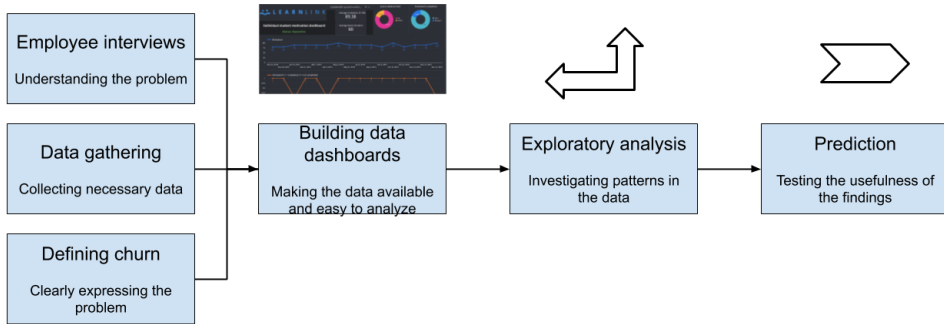 Employee interviews
Understanding the problem
Data gathering
Collecting necessary data
Defining churn
Clearly expressing the
problem
LEARNLINK
Building data
dashboards
Making the data available
and easy to analyze
Exploratory analysis
Investigating patterns in
the data
Prediction
Testing the usefulness of
the findings